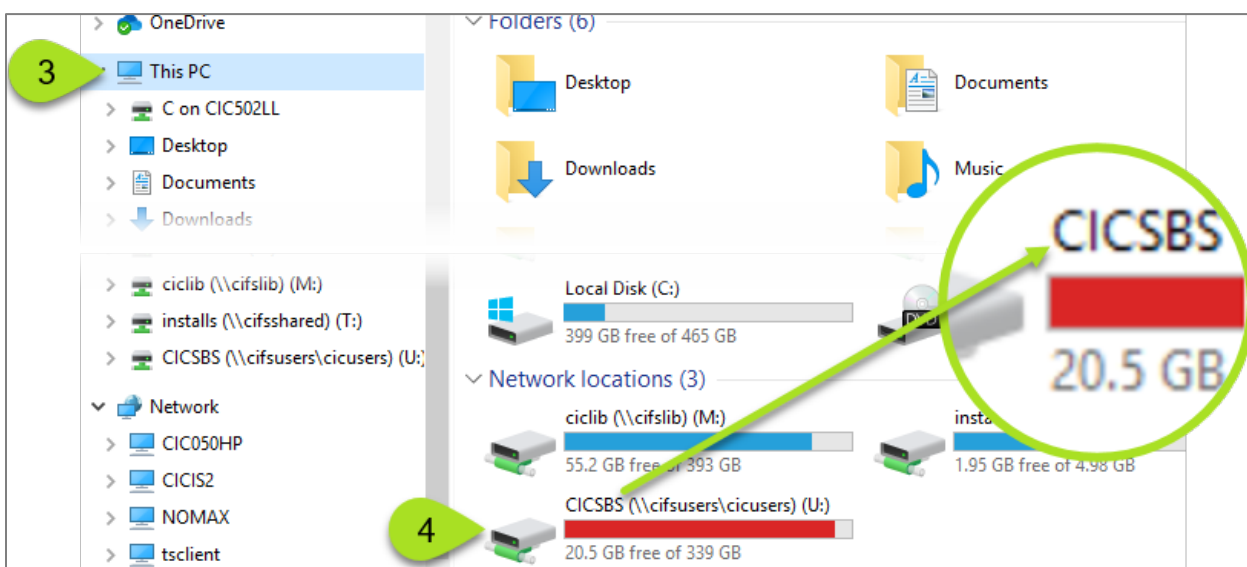 OneDrive
3
This PC
C on CIC502LL
Desktop
Documents
Downloads
ciclib (\\cifslib) (M:)
installs (\\cifsshared) (T:)
CICSBS (\\cifsusers\cicusers) (U:)
Network
CIC050HP
CICIS2
NOMAX
tsclient
Folders (6)
Desktop
Documents
Downloads
Music
Local Disk (C:)
399 GB free of 465 GB
DVD
Network locations (3)
ciclib (\\cifslib) (M:)
55.2 GB free of 393 GB
insta
1.95 GB free of 4.98 GB
4
CICSBS (\\cifsusers\cicusers) (U:)
20.5 GB free of 339 GB
CICSBS
20.5 GB